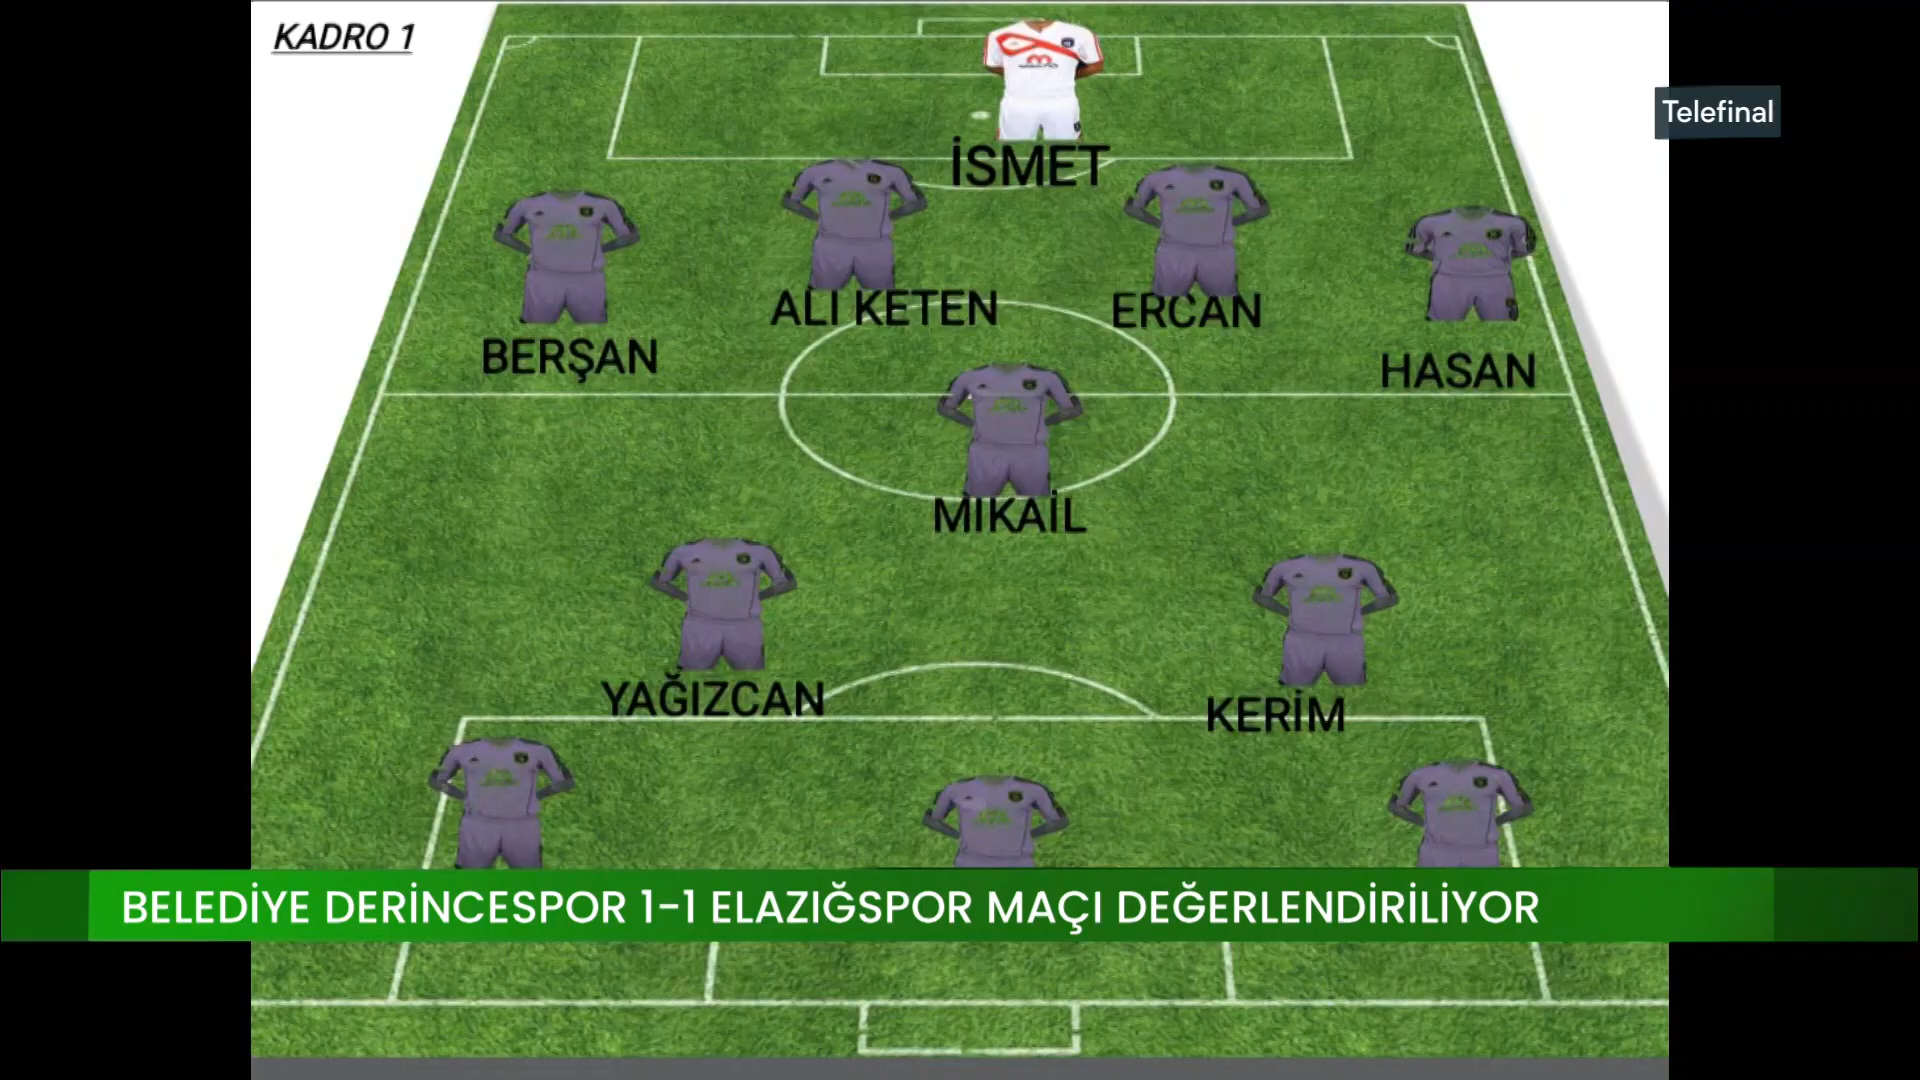 KADRO 1
Telefinal
İSMET
BERŞAN
ALİ KETEN
ERCAN
HASAN
MİKAİL
YAĞIZCAN
KERİM
BELEDİYE DERİNCESPOR 1-1 ELAZIĞSPOR MAÇI DEĞERLENDİRİLİYOR